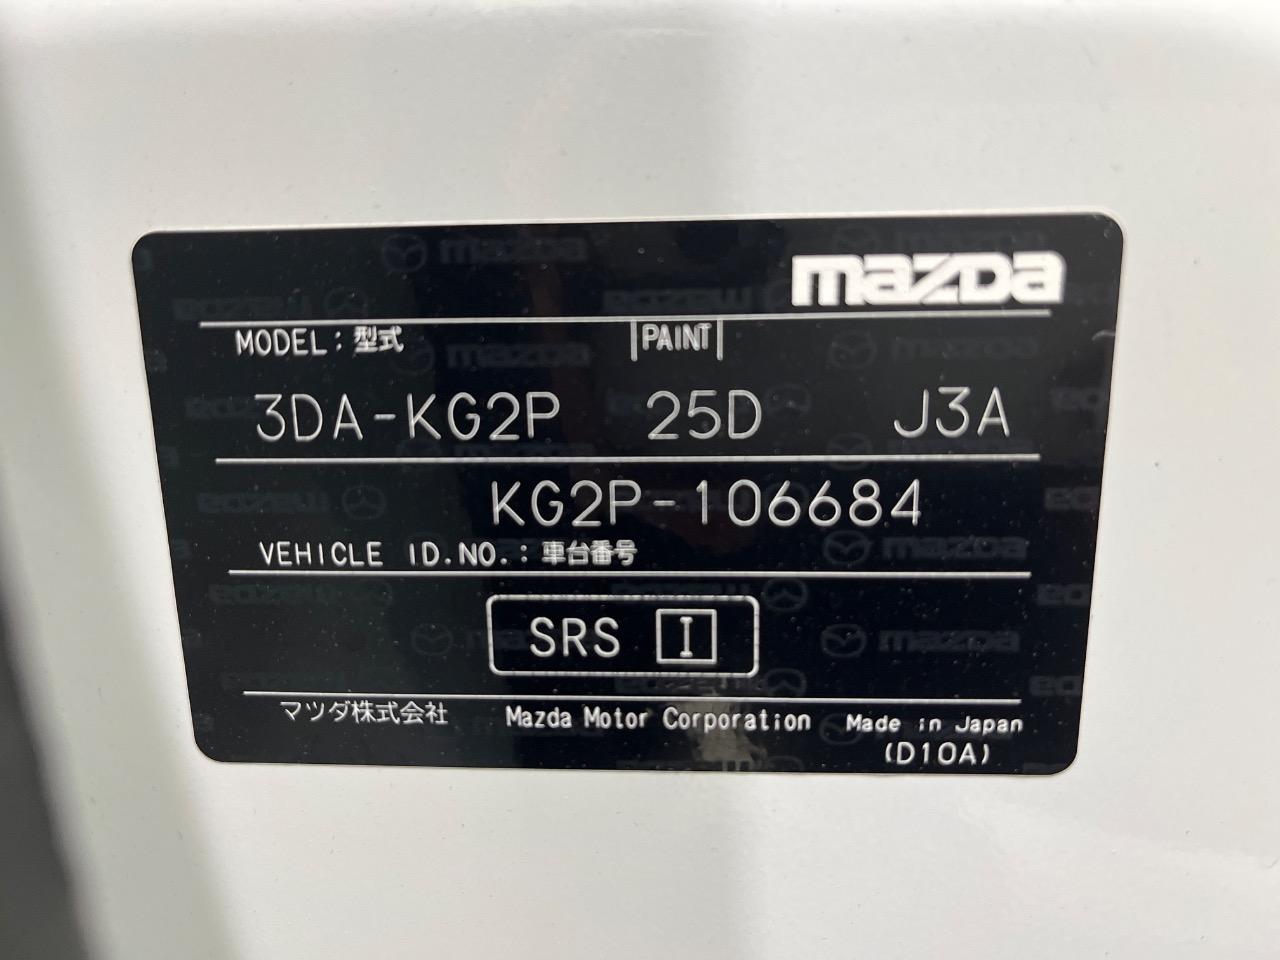 mazda
MODEL : 型式 |PAINT|
3DA-KG2P 25D J3A
KG2P-106684
VEHICLE ID.NO. : 車台番号
SRS I
マツダ株式会社 Mazda Motor Corporation Made in Japan
(D10A)